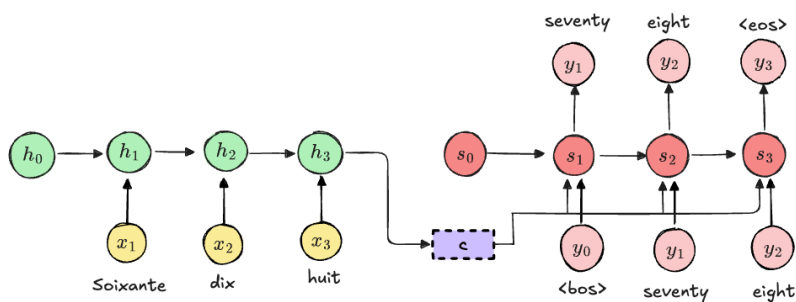 seventy eight <eos>
y₁ y₂ y₃
h₀ h₁ h₂ h₃ s₀ s₁ s₂ s₃
x₁ x₂ x₃ c y₀ y₁ y₂
Soixante dix huit <bos> seventy eight